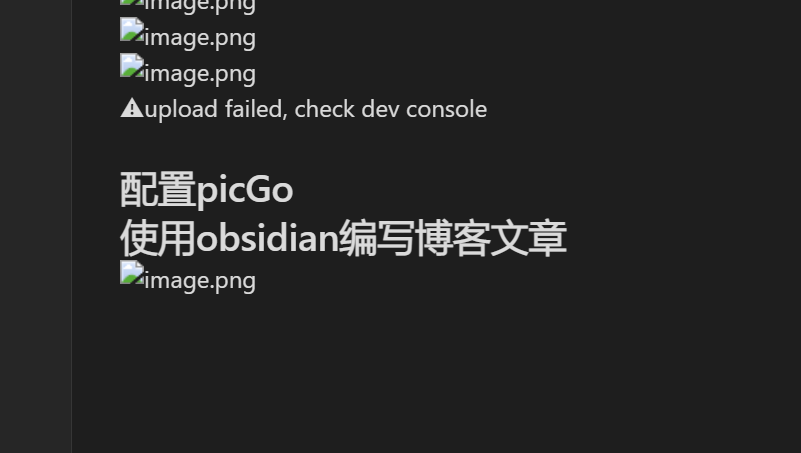 image.png
image.png
image.png
⚠upload failed, check dev console
配置picGo
使用obsidian编写博客文章
image.png